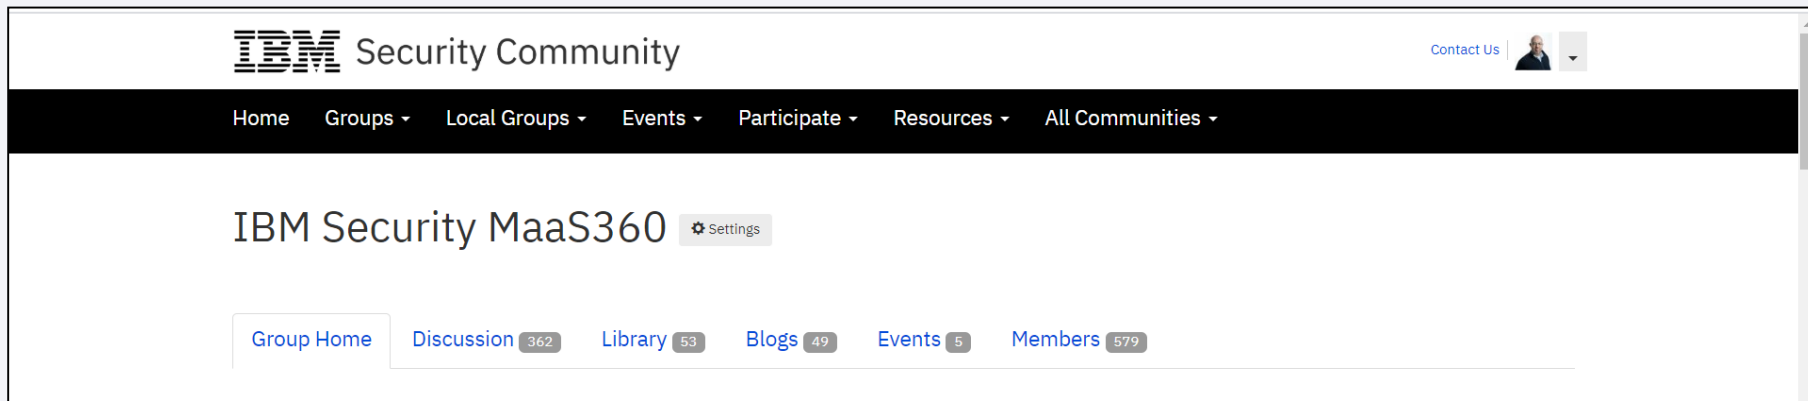 IBM Security Community
Contact Us
Home Groups Local Groups Events Participate Resources All Communities
IBM Security MaaS360 Settings
Group Home Discussion 362 Library 53 Blogs 49 Events 5 Members 579